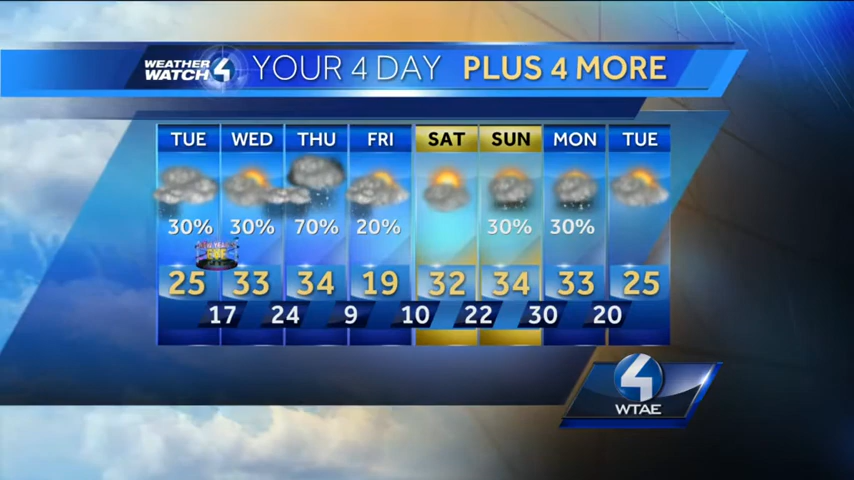 WEATHER WATCH 4 YOUR 4 DAY PLUS 4 MORE
TUE WED THU FRI SAT SUN MON TUE
30% 30% 70% 20% 30% 30%
EVE
25 33 34 19 32 34 33 25
17 24 9 10 22 30 20
4
WTAE